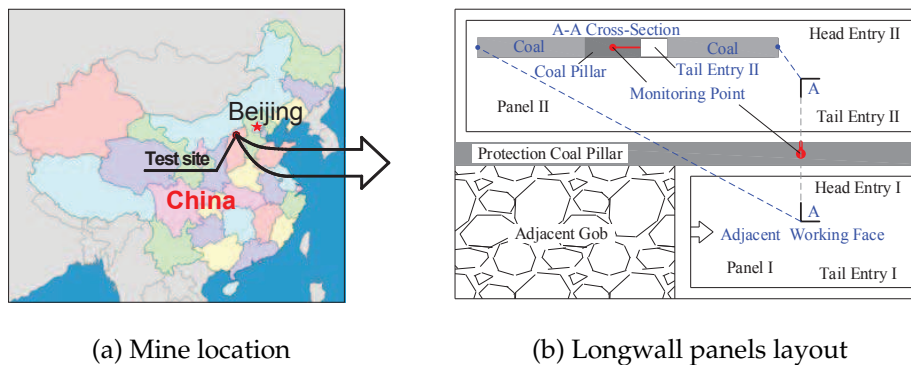 Beijing
Test site
China
(a) Mine location
A-A Cross-Section
Head Entry II
Coal
Coal
Coal Pillar
Tail Entry II
Monitoring Point
A
Panel II
Tail Entry II
Protection Coal Pillar
Head Entry I
A
Adjacent Gob
Adjacent Working Face
Panel I
Tail Entry I
(b) Longwall panels layout